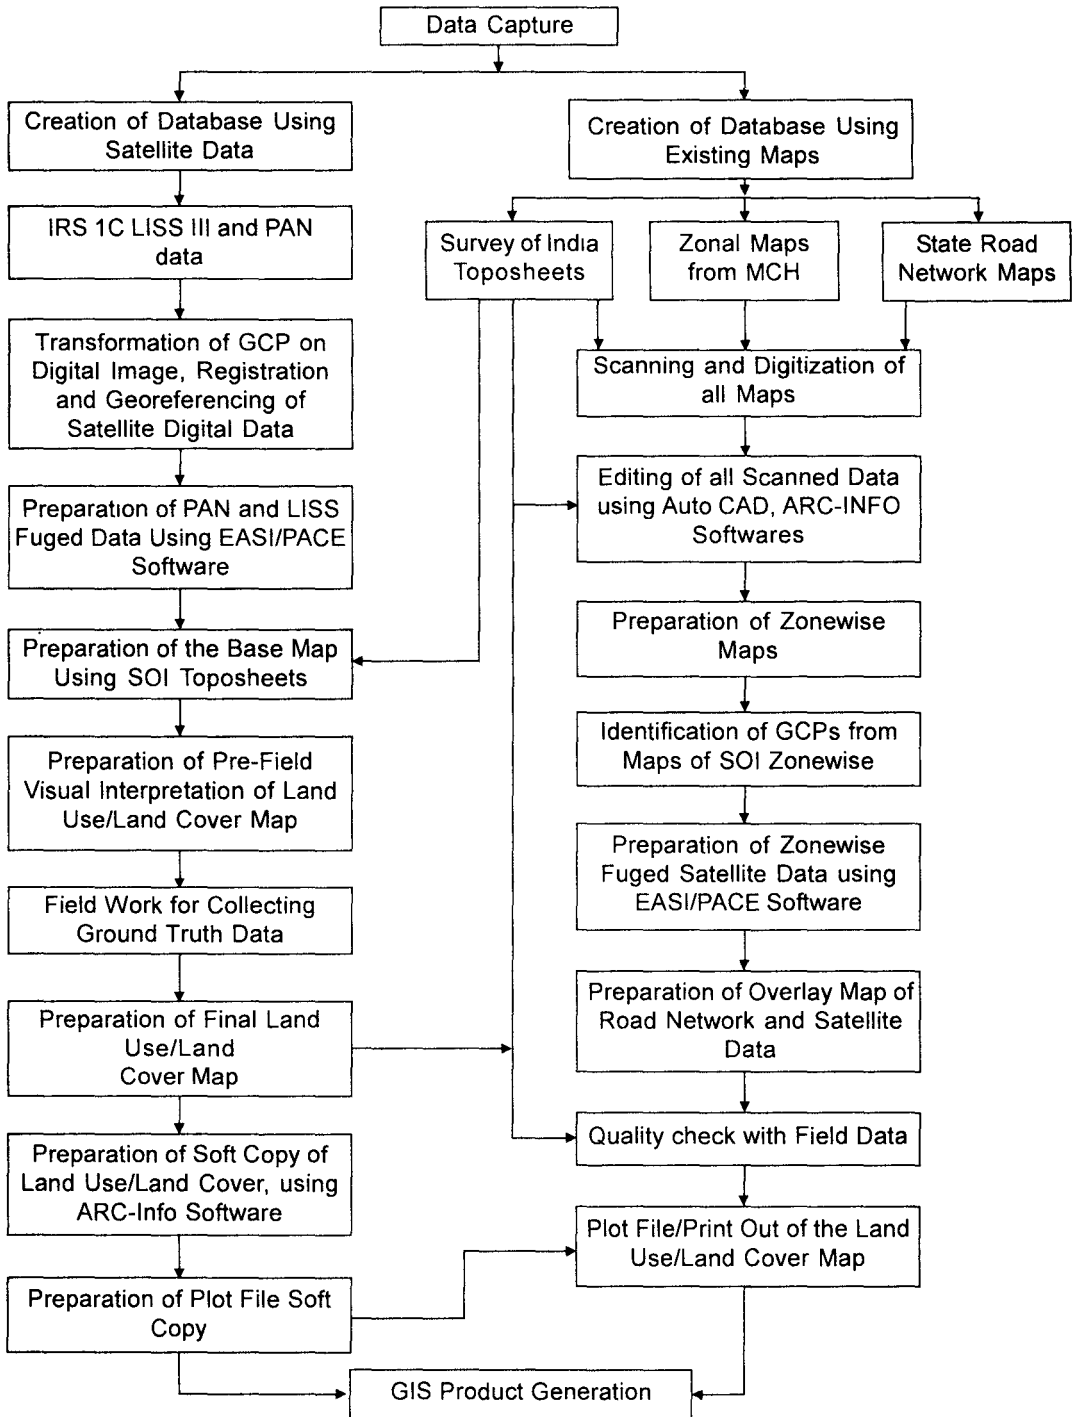 Data Capture
Creation of Database Using
Satellite Data
Creation of Database Using
Existing Maps
IRS 1C LISS III and PAN
data
Survey of India
Toposheets
Zonal Maps
from MCH
State Road
Network Maps
Transformation of GCP on
Digital Image, Registration
and Georeferencing of
Satellite Digital Data
Scanning and Digitization of
all Maps
Preparation of PAN and LISS
Fuged Data Using EASI/PACE
Software
Editing of all Scanned Data
using Auto CAD, ARC-INFO
Softwares
Preparation of the Base Map
Using SOI Toposheets
Preparation of Zonewise
Maps
Preparation of Pre-Field
Visual Interpretation of Land
Use/Land Cover Map
Identification of GCPs from
Maps of SOI Zonewise
Field Work for Collecting
Ground Truth Data
Preparation of Zonewise
Fuged Satellite Data using
EASI/PACE Software
Preparation of Final Land
Use/Land
Cover Map
Preparation of Overlay Map of
Road Network and Satellite
Data
Preparation of Soft Copy of
Land Use/Land Cover, using
ARC-Info Software
Quality check with Field Data
Plot File/Print Out of the Land
Use/Land Cover Map
Preparation of Plot File Soft
Copy
GIS Product Generation